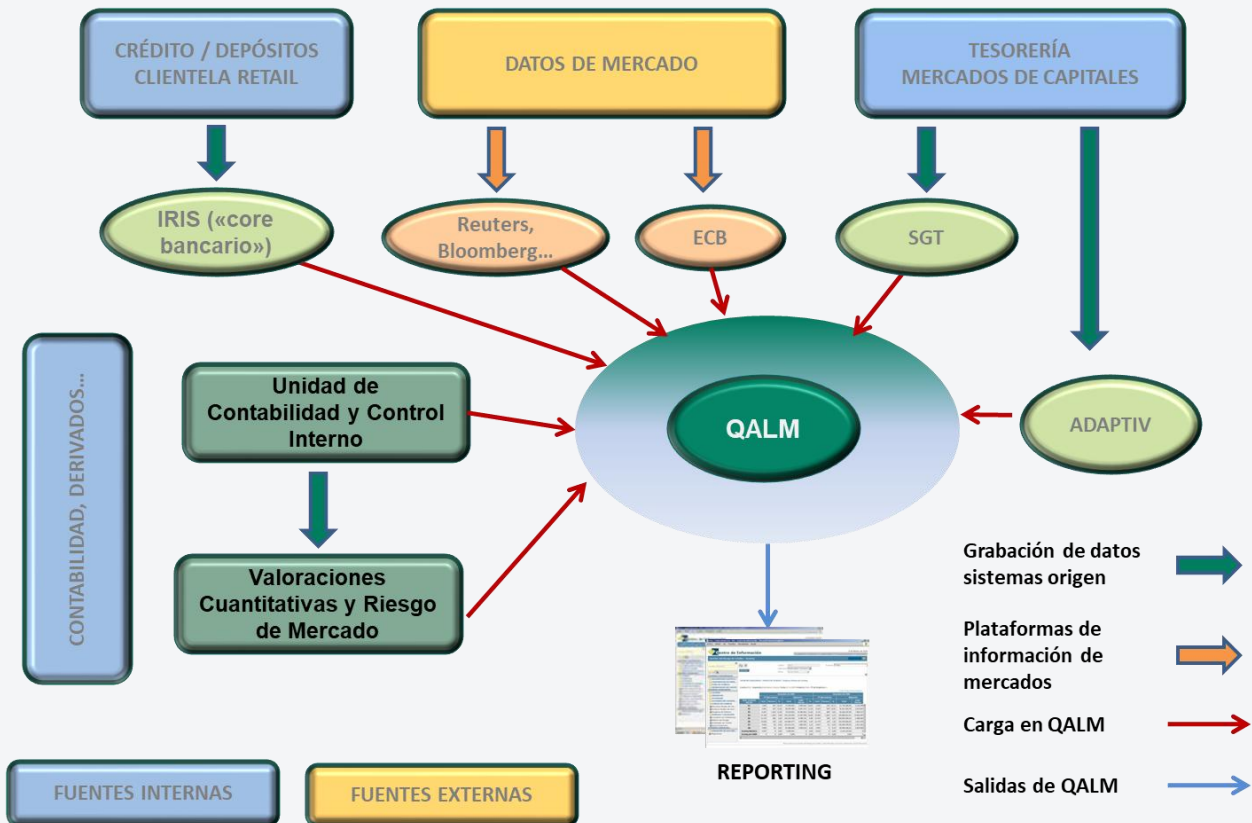 CRÉDITO / DEPÓSITOS
CLIENTELA RETAIL
DATOS DE MERCADO
TESORERÍA
MERCADOS DE CAPITALES
IRIS («core
bancario»)
Reuters,
Bloomberg...
ECB
SGT
CONTABILIDAD, DERIVADOS...
Unidad de
Contabilidad y Control
Interno
QALM
ADAPTIV
Valoraciones
Cuantitativas y Riesgo
de Mercado
Grabación de datos
sistemas origen
Plataformas de
información de
mercados
Carga en QALM
Salidas de QALM
REPORTING
FUENTES INTERNAS
FUENTES EXTERNAS